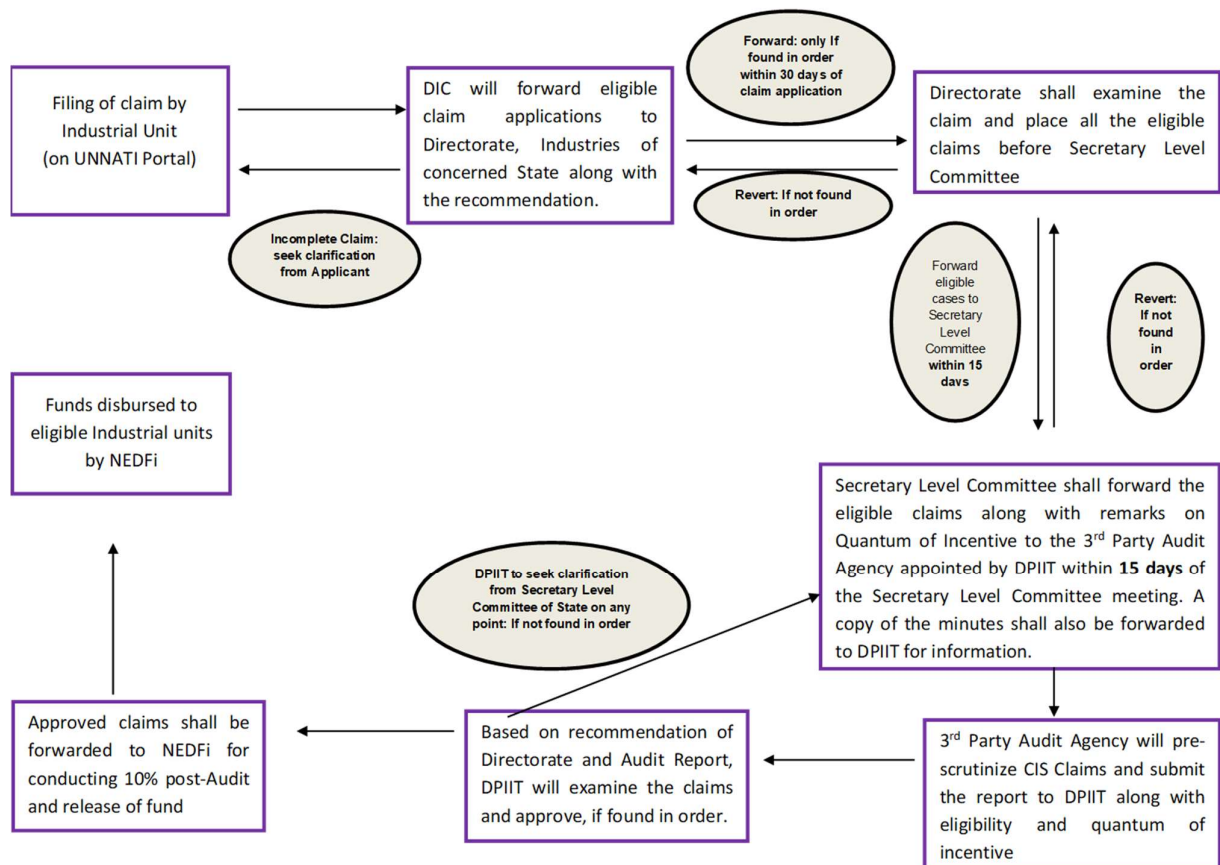 Filing of claim by
Industrial Unit
(on UNNATI Portal)
DIC will forward eligible
claim applications to
Directorate, Industries of
concerned State along with
the recommendation.
Forward: only If
found in order
within 30 days of
claim application
Directorate shall examine the
claim and place all the eligible
claims before Secretary Level
Committee
Revert: If not found
in order
Incomplete Claim:
seek clarification
from Applicant
Forward
eligible
cases to
Secretary
Level
Committee
within 15
days
Revert:
If not
found
in
order
Funds disbursed to
eligible Industrial units
by NEDFi
Secretary Level Committee shall forward the
eligible claims along with remarks on
Quantum of Incentive to the 3rd Party Audit
Agency appointed by DPIIT within 15 days of
the Secretary Level Committee meeting. A
copy of the minutes shall also be forwarded
to DPIIT for information.
DPIIT to seek clarification
from Secretary Level
Committee of State on any
point: If not found in order
Approved claims shall be
forwarded to NEDFi for
conducting 10% post-Audit
and release of fund
Based on recommendation of
Directorate and Audit Report,
DPIIT will examine the claims
and approve, if found in order.
3rd Party Audit Agency will pre-
scrutinize CIS Claims and submit
the report to DPIIT along with
eligibility and quantum of
incentive